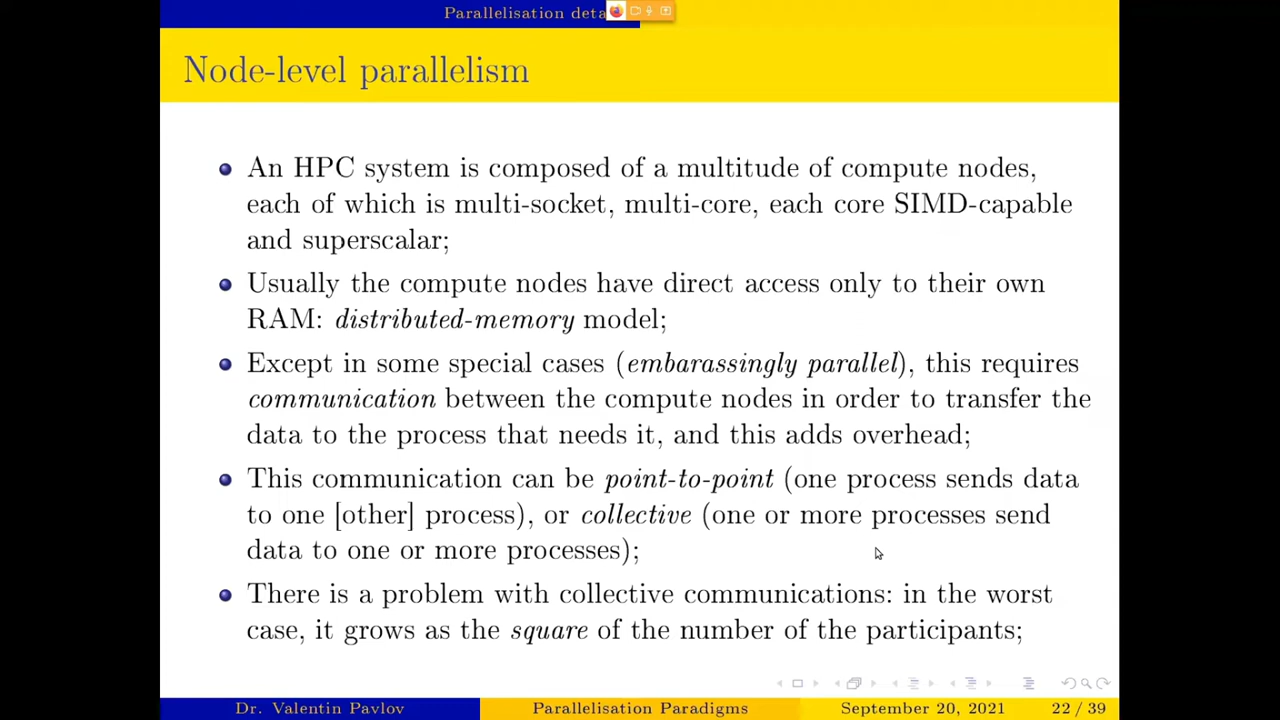 Parallelisation deta
Node-level parallelism
An HPC system is composed of a multitude of compute nodes,
each of which is multi-socket, multi-core, each core SIMD-capable
and superscalar;
Usually the compute nodes have direct access only to their own
RAM: distributed-memory model;
Except in some special cases (embarassingly parallel), this requires
communication between the compute nodes in order to transfer the
data to the process that needs it, and this adds overhead;
This communication can be point-to-point (one process sends data
to one [other] process), or collective (one or more processes send
data to one or more processes);
There is a problem with collective communications: in the worst
case, it grows as the square of the number of the participants;
Dr. Valentin Pavlov Parallelisation Paradigms September 20, 2021 22 / 39